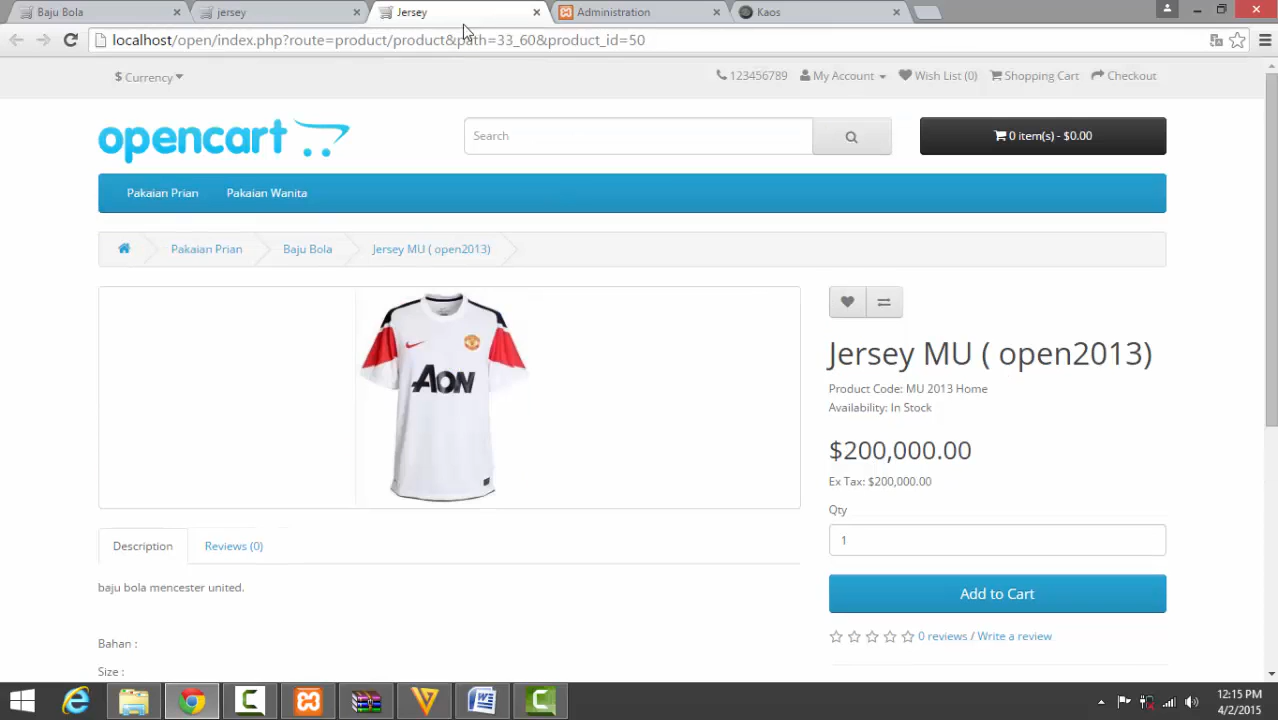 Baju Bola
jersey
Jersey
Administration
Kaos
localhost/open/index.php?route=product/product&path=33_60&product_id=50
$ Currency
123456789
My Account
Wish List (0)
Shopping Cart
Checkout
opencart
Search
0 item(s) - $0.00
Pakaian Prian
Pakaian Wanita
Pakaian Prian
Baju Bola
Jersey MU ( open2013)
AON
Jersey MU ( open2013)
Product Code: MU 2013 Home
Availability: In Stock
$200,000.00
Ex Tax: $200,000.00
Qty
1
Add to Cart
0 reviews / Write a review
Description
Reviews (0)
baju bola mencester united.
Bahan :
Size :
12:15 PM
4/2/2015